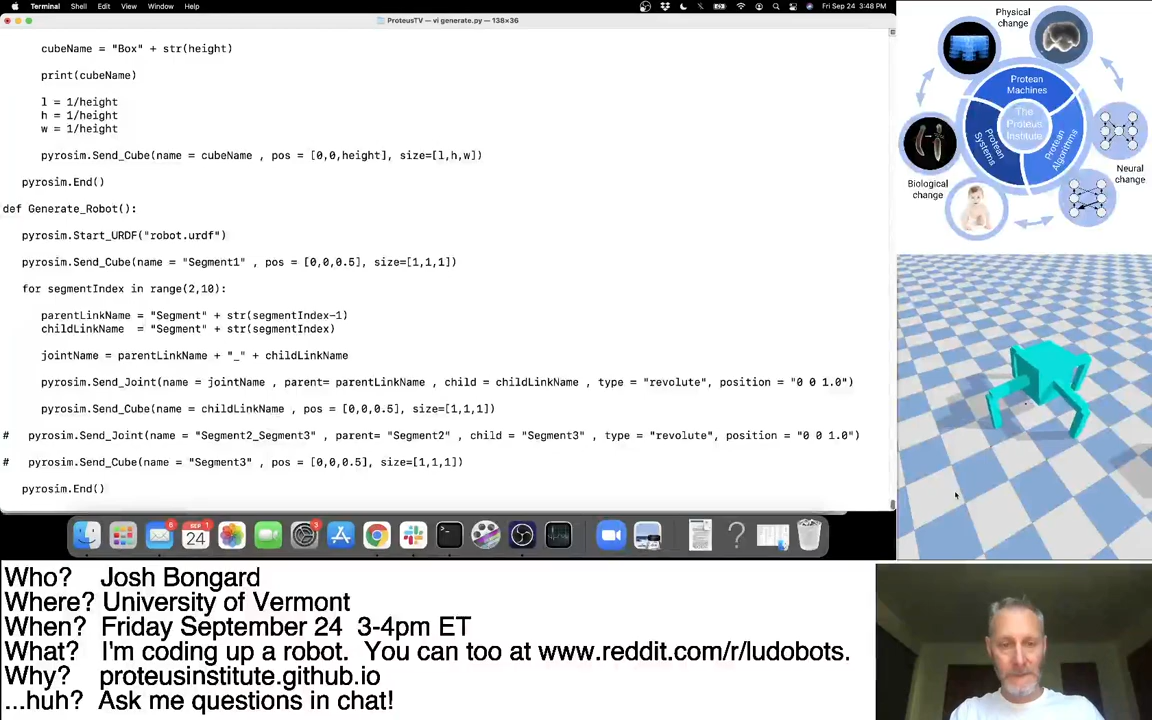 Terminal Shell Edit View Window Help
Fri Sep 24 3:48 PM
ProteusTV — vi generate.py — 138×36
cubeName = "Box" + str(height)
print(cubeName)
l = 1/height
h = 1/height
w = 1/height
pyrosim.Send_Cube(name = cubeName , pos = [0,0,height], size=[l,h,w])
pyrosim.End()
def Generate_Robot():
pyrosim.Start_URDF("robot.urdf")
pyrosim.Send_Cube(name = "Segment1" , pos = [0,0,0.5], size=[1,1,1])
for segmentIndex in range(2,10):
parentLinkName = "Segment" + str(segmentIndex-1)
childLinkName  = "Segment" + str(segmentIndex)
jointName = parentLinkName + "_" + childLinkName
pyrosim.Send_Joint(name = jointName , parent= parentLinkName , child = childLinkName , type = "revolute", position = "0 0 1.0")
pyrosim.Send_Cube(name = childLinkName , pos = [0,0,0.5], size=[1,1,1])
#   pyrosim.Send_Joint(name = "Segment2_Segment3" , parent= "Segment2" , child = "Segment3" , type = "revolute", position = "0 0 1.0")
#   pyrosim.Send_Cube(name = "Segment3" , pos = [0,0,0.5], size=[1,1,1])
pyrosim.End()
Physical
change
Protean
Machines
The
Proteus
Institute
Protean
Systems
Protean
Algorithms
Biological
change
Neural
change
6
SEP
24
1
3
Who? Josh Bongard
Where? University of Vermont
When? Friday September 24 3-4pm ET
What? I'm coding up a robot. You can too at www.reddit.com/r/ludobots.
Why? proteusinstitute.github.io
...huh? Ask me questions in chat!